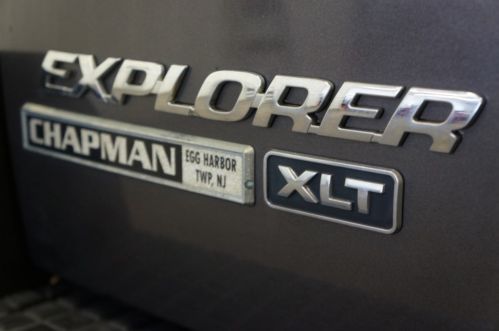 EXPLORER
CHAPMAN
EGG HARBOR
TWP, NJ
XLT